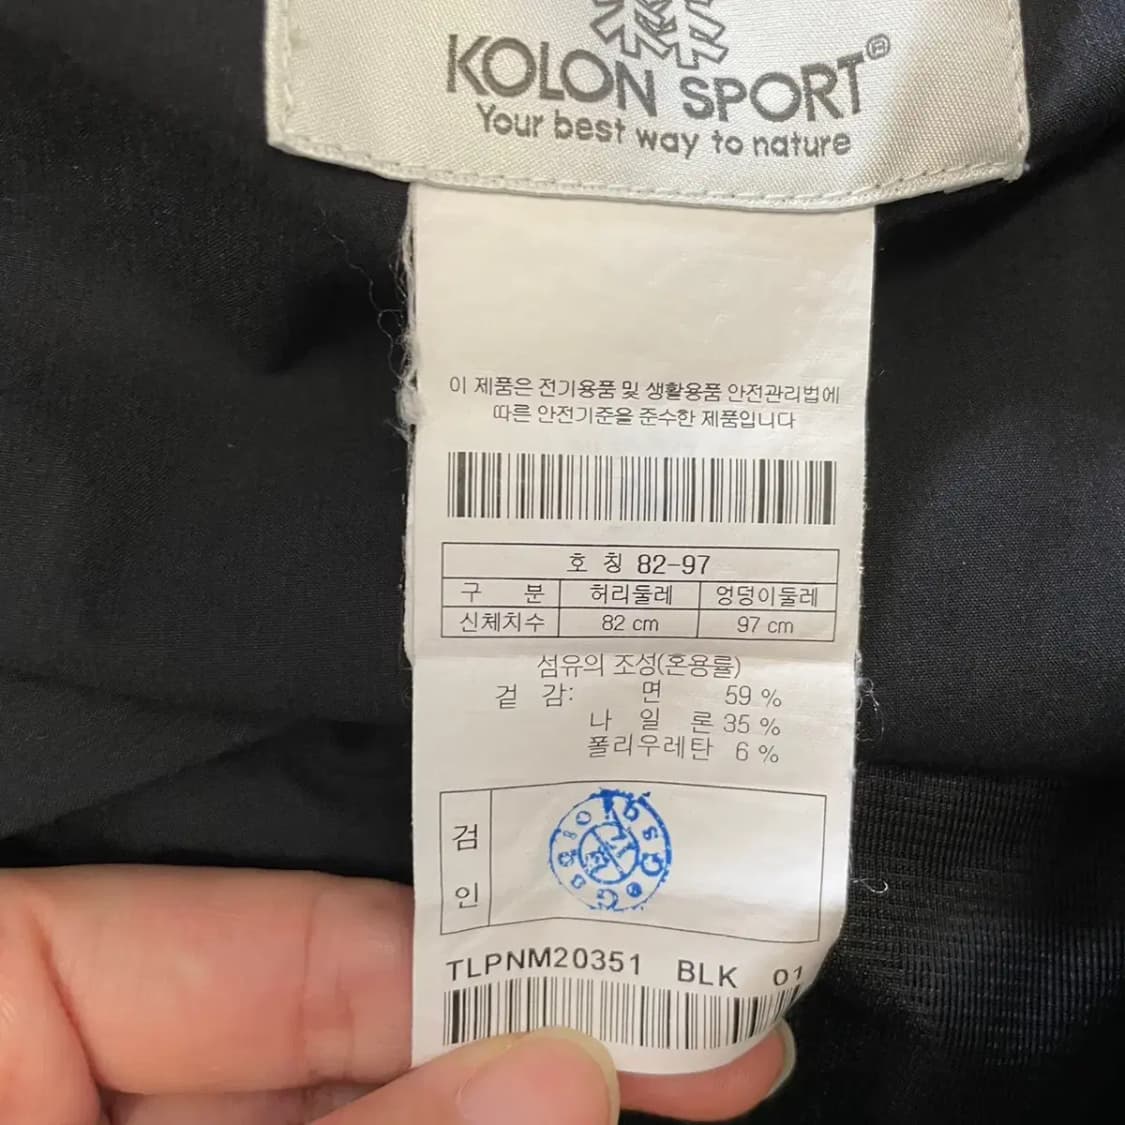 KOLON SPORT®
Your best way to nature
이 제품은 전기용품 및 생활용품 안전관리법에
따른 안전기준을 준수한 제품입니다
호 칭 82-97
구 분 허리둘레 엉덩이둘레
신체치수 82 cm 97 cm
섬유의 조성(혼용률)
겉 감: 면 59 %
나 일 론 35 %
폴리우레탄 6 %
검
인
TLPNM20351 BLK 01